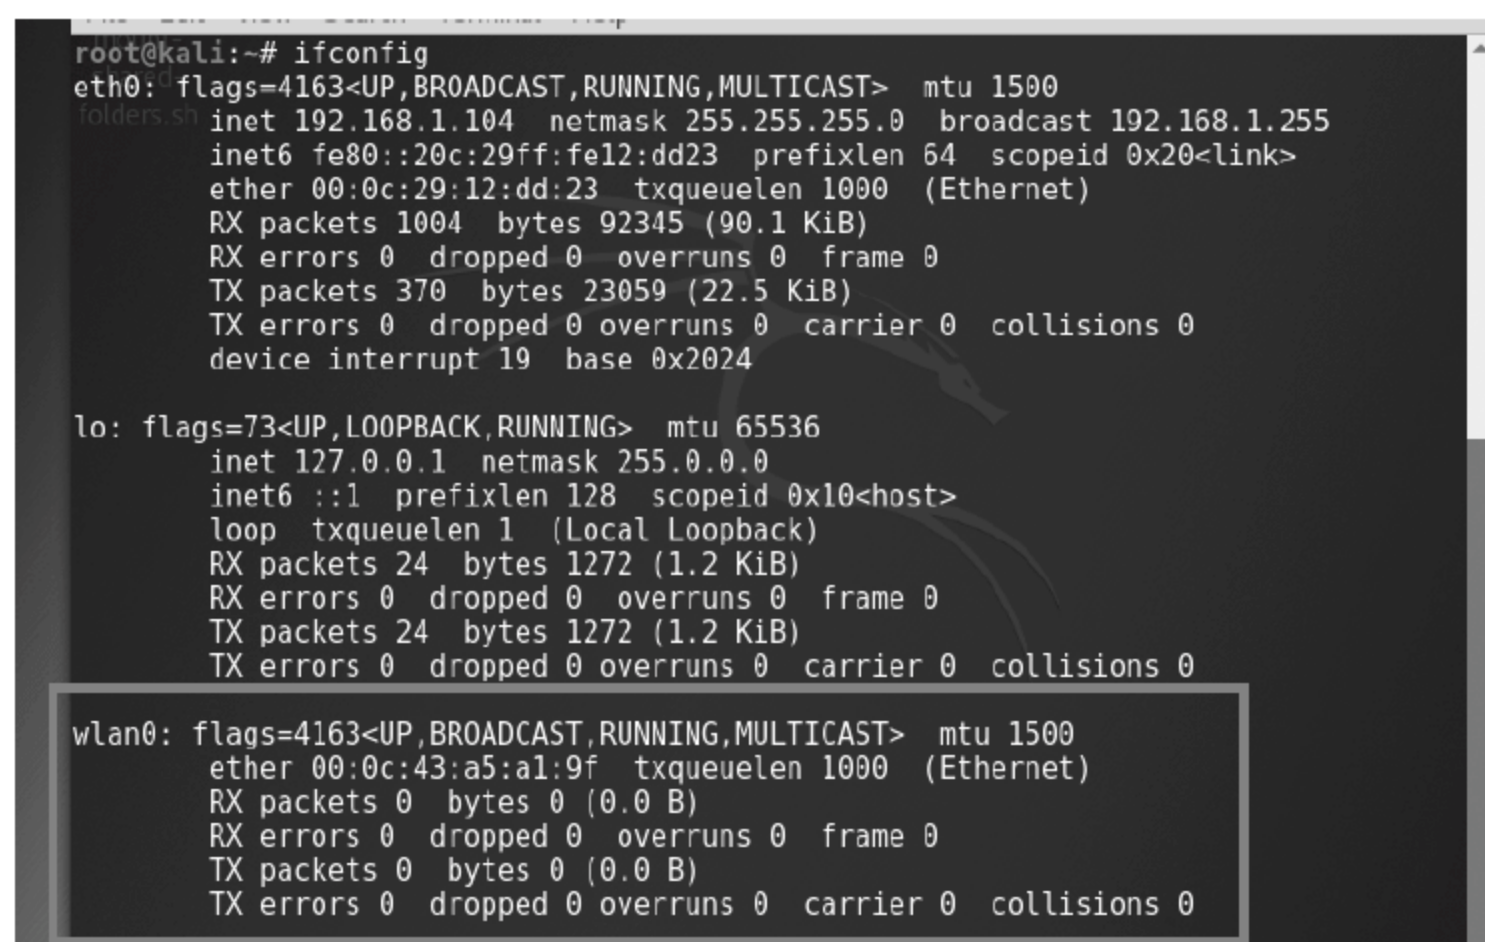 root@kali:~# ifconfig
eth0: flags=4163<UP,BROADCAST,RUNNING,MULTICAST>  mtu 1500
folders.sh
inet 192.168.1.104  netmask 255.255.255.0  broadcast 192.168.1.255
inet6 fe80::20c:29ff:fe12:dd23  prefixlen 64  scopeid 0x20<link>
ether 00:0c:29:12:dd:23  txqueuelen 1000  (Ethernet)
RX packets 1004  bytes 92345 (90.1 KiB)
RX errors 0  dropped 0  overruns 0  frame 0
TX packets 370  bytes 23059 (22.5 KiB)
TX errors 0  dropped 0 overruns 0  carrier 0  collisions 0
device interrupt 19  base 0x2024
lo: flags=73<UP,LOOPBACK,RUNNING>  mtu 65536
inet 127.0.0.1  netmask 255.0.0.0
inet6 ::1  prefixlen 128  scopeid 0x10<host>
loop  txqueuelen 1  (Local Loopback)
RX packets 24  bytes 1272 (1.2 KiB)
RX errors 0  dropped 0  overruns 0  frame 0
TX packets 24  bytes 1272 (1.2 KiB)
TX errors 0  dropped 0 overruns 0  carrier 0  collisions 0
wlan0: flags=4163<UP,BROADCAST,RUNNING,MULTICAST>  mtu 1500
ether 00:0c:43:a5:a1:9f  txqueuelen 1000  (Ethernet)
RX packets 0  bytes 0 (0.0 B)
RX errors 0  dropped 0  overruns 0  frame 0
TX packets 0  bytes 0 (0.0 B)
TX errors 0  dropped 0 overruns 0  carrier 0  collisions 0